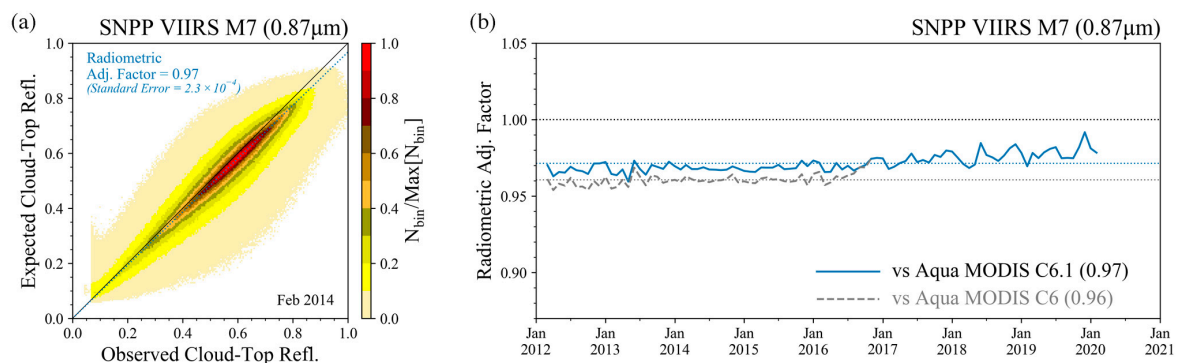 (a)
SNPP VIIRS M7 (0.87μm)
Radiometric
Adj. Factor = 0.97
(Standard Error = 2.3 × 10⁻⁴)
Expected Cloud-Top Refl.
1.0
0.8
0.6
0.4
0.2
0.0
0.0 0.2 0.4 0.6 0.8 1.0
Feb 2014
Observed Cloud-Top Refl.
1.0
0.8
0.6
0.4
0.2
0.0
N_bin/Max[N_bin]
(b)
SNPP VIIRS M7 (0.87μm)
Radiometric Adj. Factor
1.05
1.00
0.95
0.90
vs Aqua MODIS C6.1 (0.97)
vs Aqua MODIS C6 (0.96)
Jan Jan Jan Jan Jan Jan Jan Jan Jan Jan
2012 2013 2014 2015 2016 2017 2018 2019 2020 2021